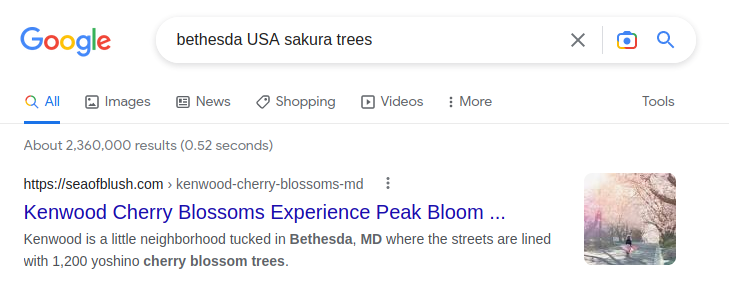 Google
bethesda USA sakura trees
All Images News Shopping Videos More Tools
About 2,360,000 results (0.52 seconds)
https://seaofblush.com › kenwood-cherry-blossoms-md
Kenwood Cherry Blossoms Experience Peak Bloom ...
Kenwood is a little neighborhood tucked in Bethesda, MD where the streets are lined
with 1,200 yoshino cherry blossom trees.